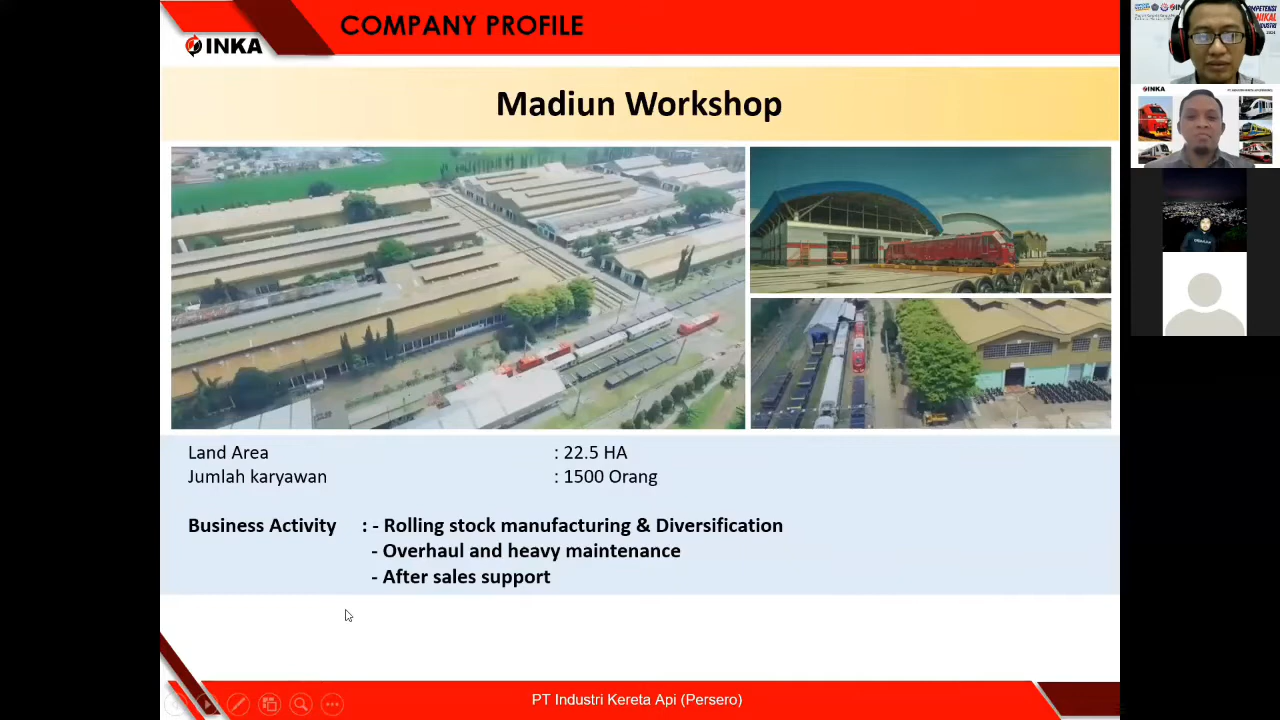 COMPANY PROFILE
INKA
Madiun Workshop
Land Area : 22.5 HA
Jumlah karyawan : 1500 Orang
Business Activity : - Rolling stock manufacturing & Diversification
- Overhaul and heavy maintenance
- After sales support
PT Industri Kereta Api (Persero)
INKA